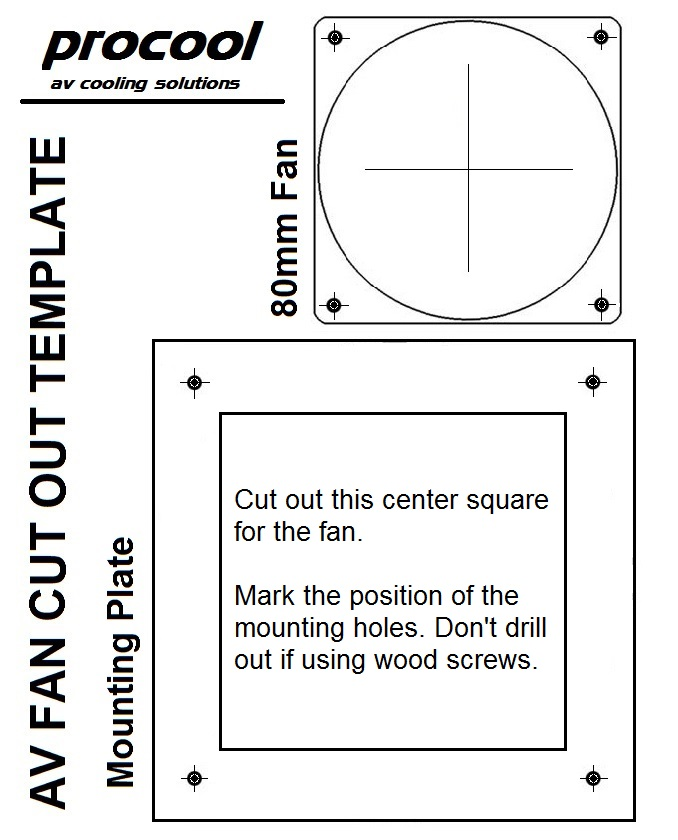 procool
av cooling solutions
AV FAN CUT OUT TEMPLATE
80mm Fan
Mounting Plate
Cut out this center square
for the fan.
Mark the position of the
mounting holes. Don't drill
out if using wood screws.